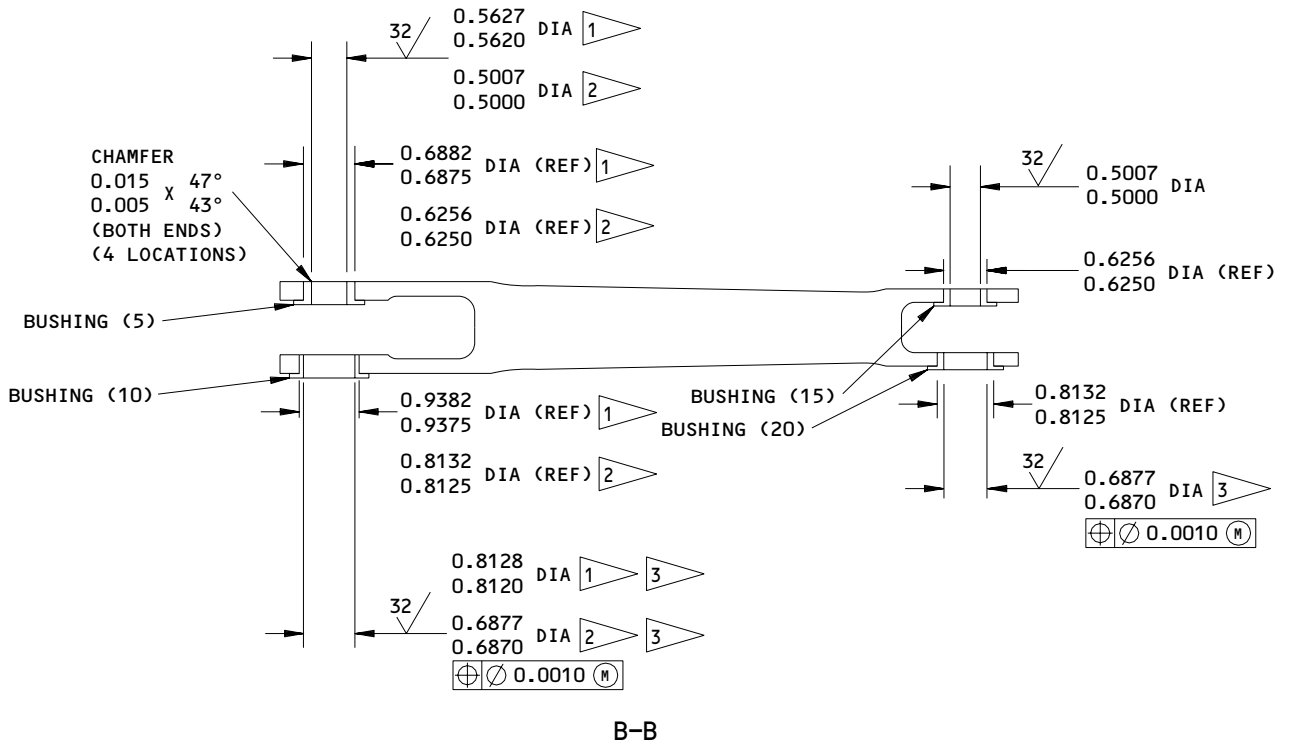 32
0.5627
0.5620 DIA 1
0.5007
0.5000 DIA 2
CHAMFER
0.015 X 47°
0.005 43°
(BOTH ENDS)
(4 LOCATIONS)
0.6882
0.6875 DIA (REF) 1
0.6256
0.6250 DIA (REF) 2
32
0.5007
0.5000 DIA
0.6256
0.6250 DIA (REF)
BUSHING (5)
BUSHING (10)
BUSHING (15)
BUSHING (20)
0.9382
0.9375 DIA (REF) 1
0.8132
0.8125 DIA (REF) 2
0.8132
0.8125 DIA (REF)
32
0.6877
0.6870 DIA 3
⌖ ∅ 0.0010 Ⓜ
32
0.8128
0.8120 DIA 1 3
0.6877
0.6870 DIA 2 3
⌖ ∅ 0.0010 Ⓜ
B-B